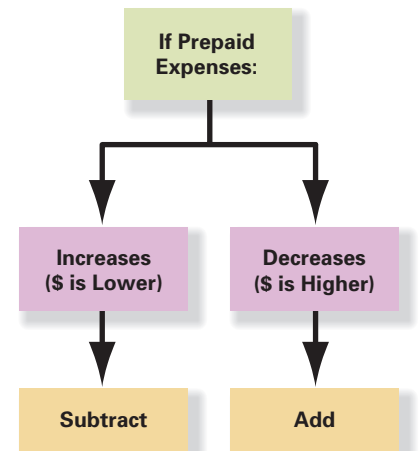 If Prepaid
Expenses:
Increases
($ is Lower)
Decreases
($ is Higher)
Subtract
Add